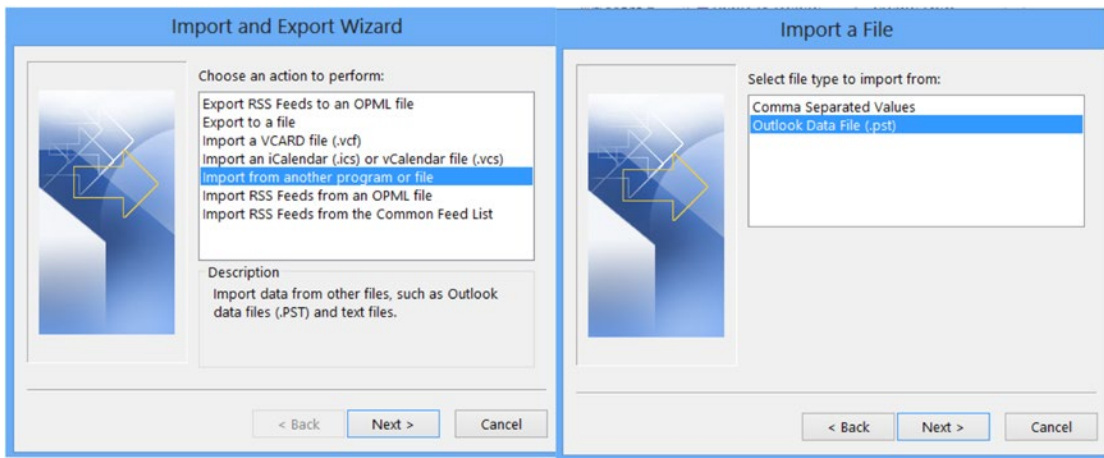 Import and Export Wizard
Choose an action to perform:
Export RSS Feeds to an OPML file
Export to a file
Import a VCARD file (.vcf)
Import an iCalendar (.ics) or vCalendar file (.vcs)
Import from another program or file
Import RSS Feeds from an OPML file
Import RSS Feeds from the Common Feed List
Description
Import data from other files, such as Outlook
data files (.PST) and text files.
< Back
Next >
Cancel
Import a File
Select file type to import from:
Comma Separated Values
Outlook Data File (.pst)
< Back
Next >
Cancel